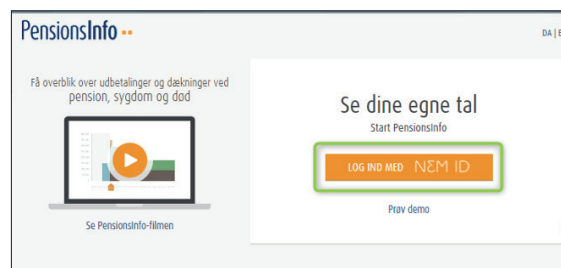 PensionsInfo
DA |
Få overblik over udbetalinger og dækninger ved
pension, sygdom og død
Se PensionsInfo-filmen
Se dine egne tal
Start PensionsInfo
LOG IND MED NEM ID
Prøv demo